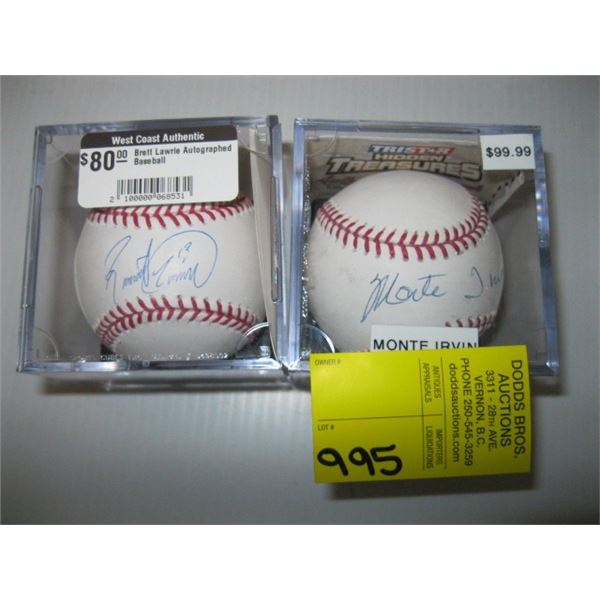 West Coast Authentic
$80.00
Brett Lawrie Autographed
Baseball
2 100000 068531
TRISTAR
HIDDEN
TREASURES
$99.99
Monte
MONTE IRVIN
OWNER #
LOT #
995
ANTIQUES
APPRAISALS
IMPORTERS
LIQUIDATIONS
DODDS BROS.
AUCTIONS
3311 - 28TH AVE.
VERNON, B.C.
PHONE 250-545-3259
doddsauctions.com